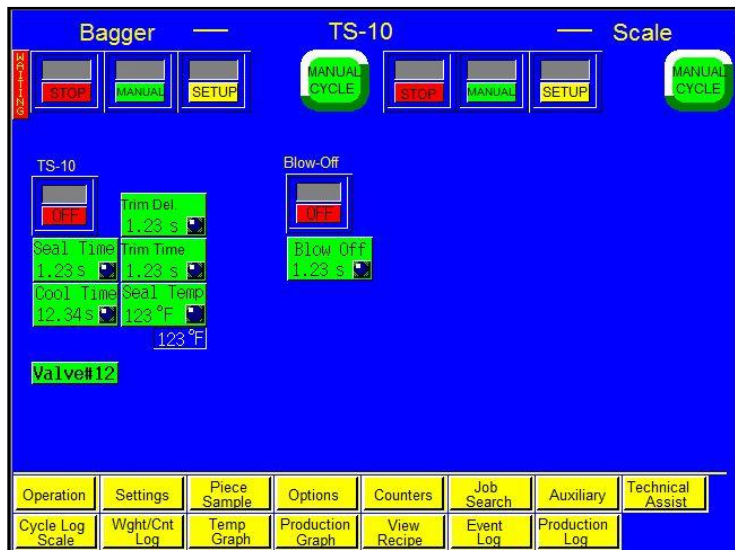 Bagger — TS-10 — Scale
WAITING
STOP MANUAL SETUP MANUAL CYCLE STOP MANUAL SETUP MANUAL CYCLE
TS-10 Blow-Off
OFF Trim Del. OFF
1.23 s
Seal Time Trim Time Blow Off
1.23 s 1.23 s 1.23 s
Cool Time Seal Temp
12.34 s 123 °F
123 °F
Valve#12
Operation Settings Piece Sample Options Counters Job Search Auxiliary Technical Assist
Cycle Log Scale Wght/Cnt Log Temp Graph Production Graph View Recipe Event Log Production Log